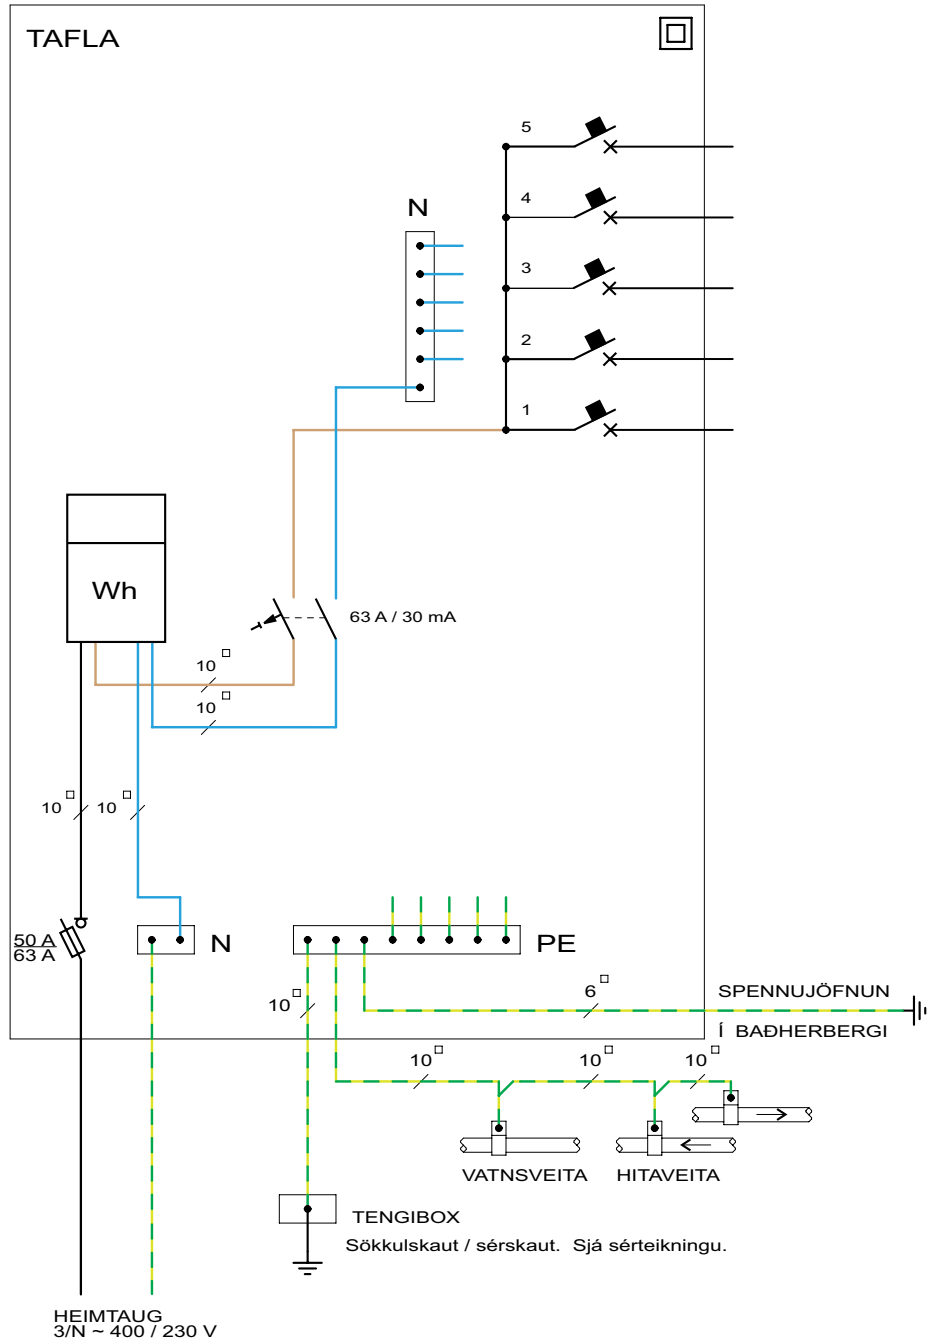 TAFLA
5
4
N
3
2
1
Wh
63 A / 30 mA
10 □
10 □
10 □ 10 □
50 A
63 A
N
PE
10 □
6 □
SPENNUJÖFNUN
Í BAÐHERBERGI
10 □ 10 □ 10 □
VATNSVEITA HITAVEITA
TENGIBOX
Sökkulskaut / sérskaut. Sjá sérteikningu.
HEIMTAUG
3/N ~ 400 / 230 V